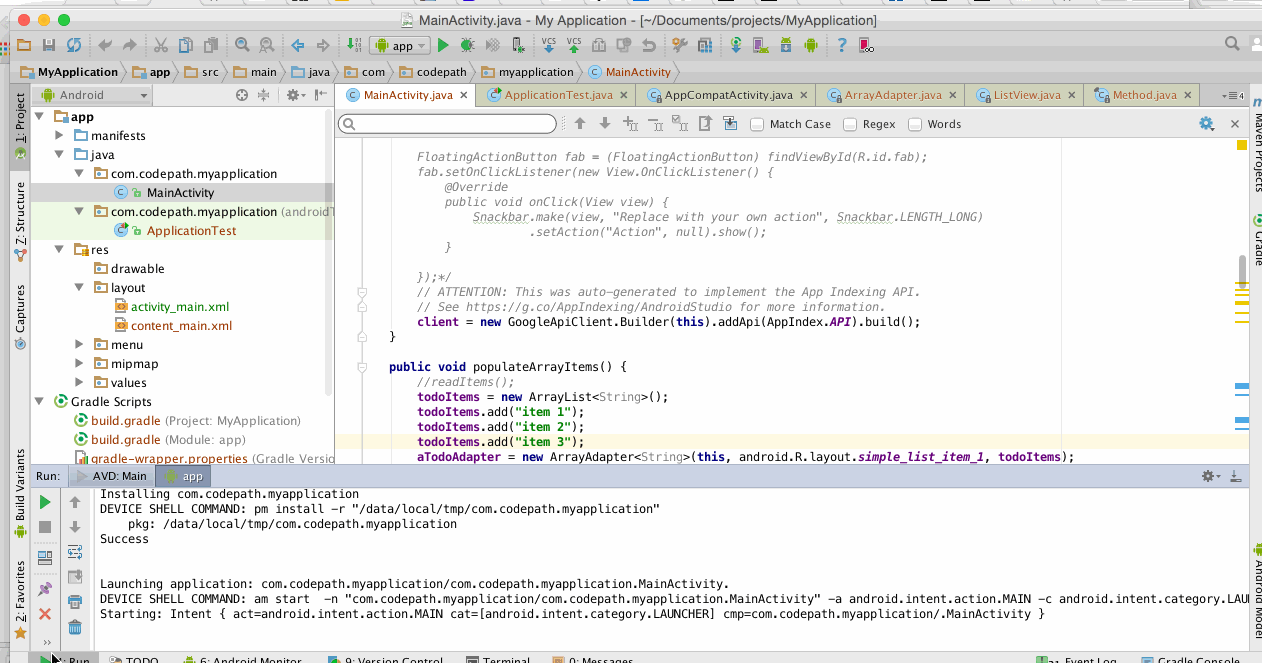 MainActivity.java - My Application - [~/Documents/projects/MyApplication]
app
VCS VCS
MyApplication app src main java com codepath myapplication MainActivity
Android
MainActivity.java ApplicationTest.java AppCompatActivity.java ArrayAdapter.java ListView.java Method.java
4
Match Case Regex Words
1: Project
Z: Structure
Captures
Build Variants
2: Favorites
app
manifests
java
com.codepath.myapplication
MainActivity
com.codepath.myapplication (android
ApplicationTest
res
drawable
layout
activity_main.xml
content_main.xml
menu
mipmap
values
Gradle Scripts
build.gradle (Project: MyApplication)
build.gradle (Module: app)
gradle-wrapper.properties (Gradle Versio
FloatingActionButton fab = (FloatingActionButton) findViewById(R.id.fab);
fab.setOnClickListener(new View.OnClickListener() {
@Override
public void onClick(View view) {
Snackbar.make(view, "Replace with your own action", Snackbar.LENGTH_LONG)
.setAction("Action", null).show();
}
});*/
// ATTENTION: This was auto-generated to implement the App Indexing API.
// See https://g.co/AppIndexing/AndroidStudio for more information.
client = new GoogleApiClient.Builder(this).addApi(AppIndex.API).build();
}
public void populateArrayItems() {
//readItems();
todoItems = new ArrayList<String>();
todoItems.add("item 1");
todoItems.add("item 2");
todoItems.add("item 3");
aTodoAdapter = new ArrayAdapter<String>(this, android.R.layout.simple_list_item_1, todoItems);
Maven Projects
Gradle
Android Model
Run: AVD: Main app
Installing com.codepath.myapplication
DEVICE SHELL COMMAND: pm install -r "/data/local/tmp/com.codepath.myapplication"
pkg: /data/local/tmp/com.codepath.myapplication
Success
Launching application: com.codepath.myapplication/com.codepath.myapplication.MainActivity.
DEVICE SHELL COMMAND: am start -n "com.codepath.myapplication/com.codepath.myapplication.MainActivity" -a android.intent.action.MAIN -c android.intent.category.LAU
Starting: Intent { act=android.intent.action.MAIN cat=[android.intent.category.LAUNCHER] cmp=com.codepath.myapplication/.MainActivity }
Run TODO 6: Android Monitor 9: Version Control Terminal 0: Messages Event Log Gradle Console